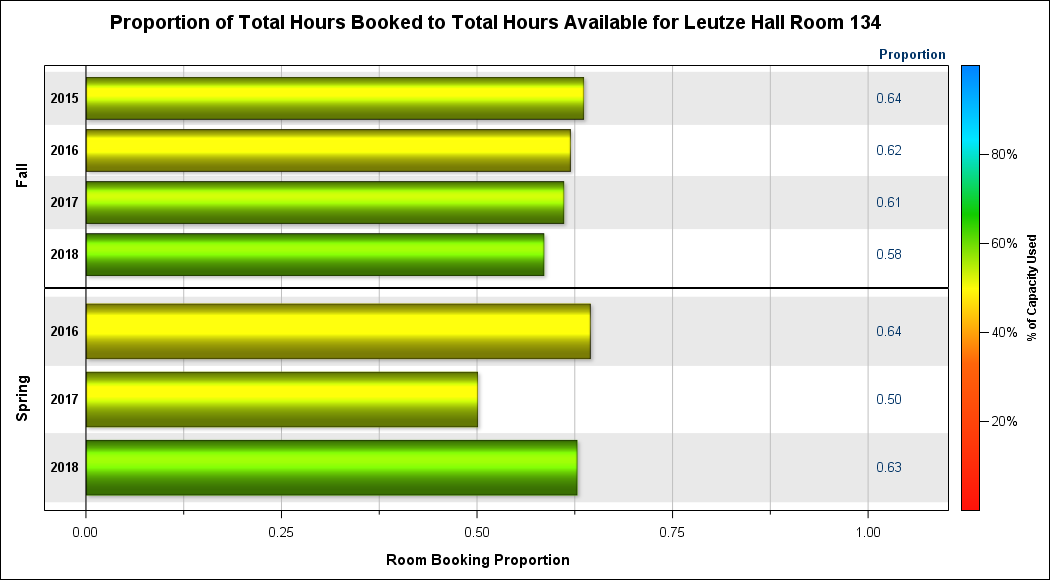 Proportion of Total Hours Booked to Total Hours Available for Leutze Hall Room 134
Proportion
Fall
2015 0.64
2016 0.62
2017 0.61
2018 0.58
Spring
2016 0.64
2017 0.50
2018 0.63
0.00 0.25 0.50 0.75 1.00
Room Booking Proportion
80%
60%
40%
20%
% of Capacity Used